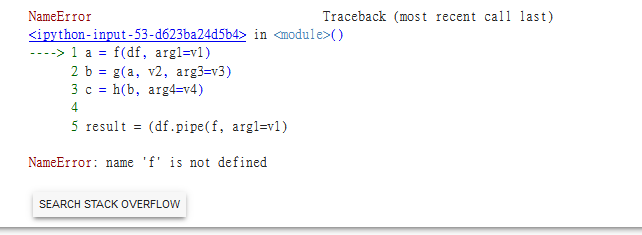 NameError Traceback (most recent call last)
<ipython-input-53-d623ba24d5b4> in <module>()
----> 1 a = f(df, arg1=v1)
2 b = g(a, v2, arg3=v3)
3 c = h(b, arg4=v4)
4
5 result = (df.pipe(f, arg1=v1)
NameError: name 'f' is not defined
SEARCH STACK OVERFLOW